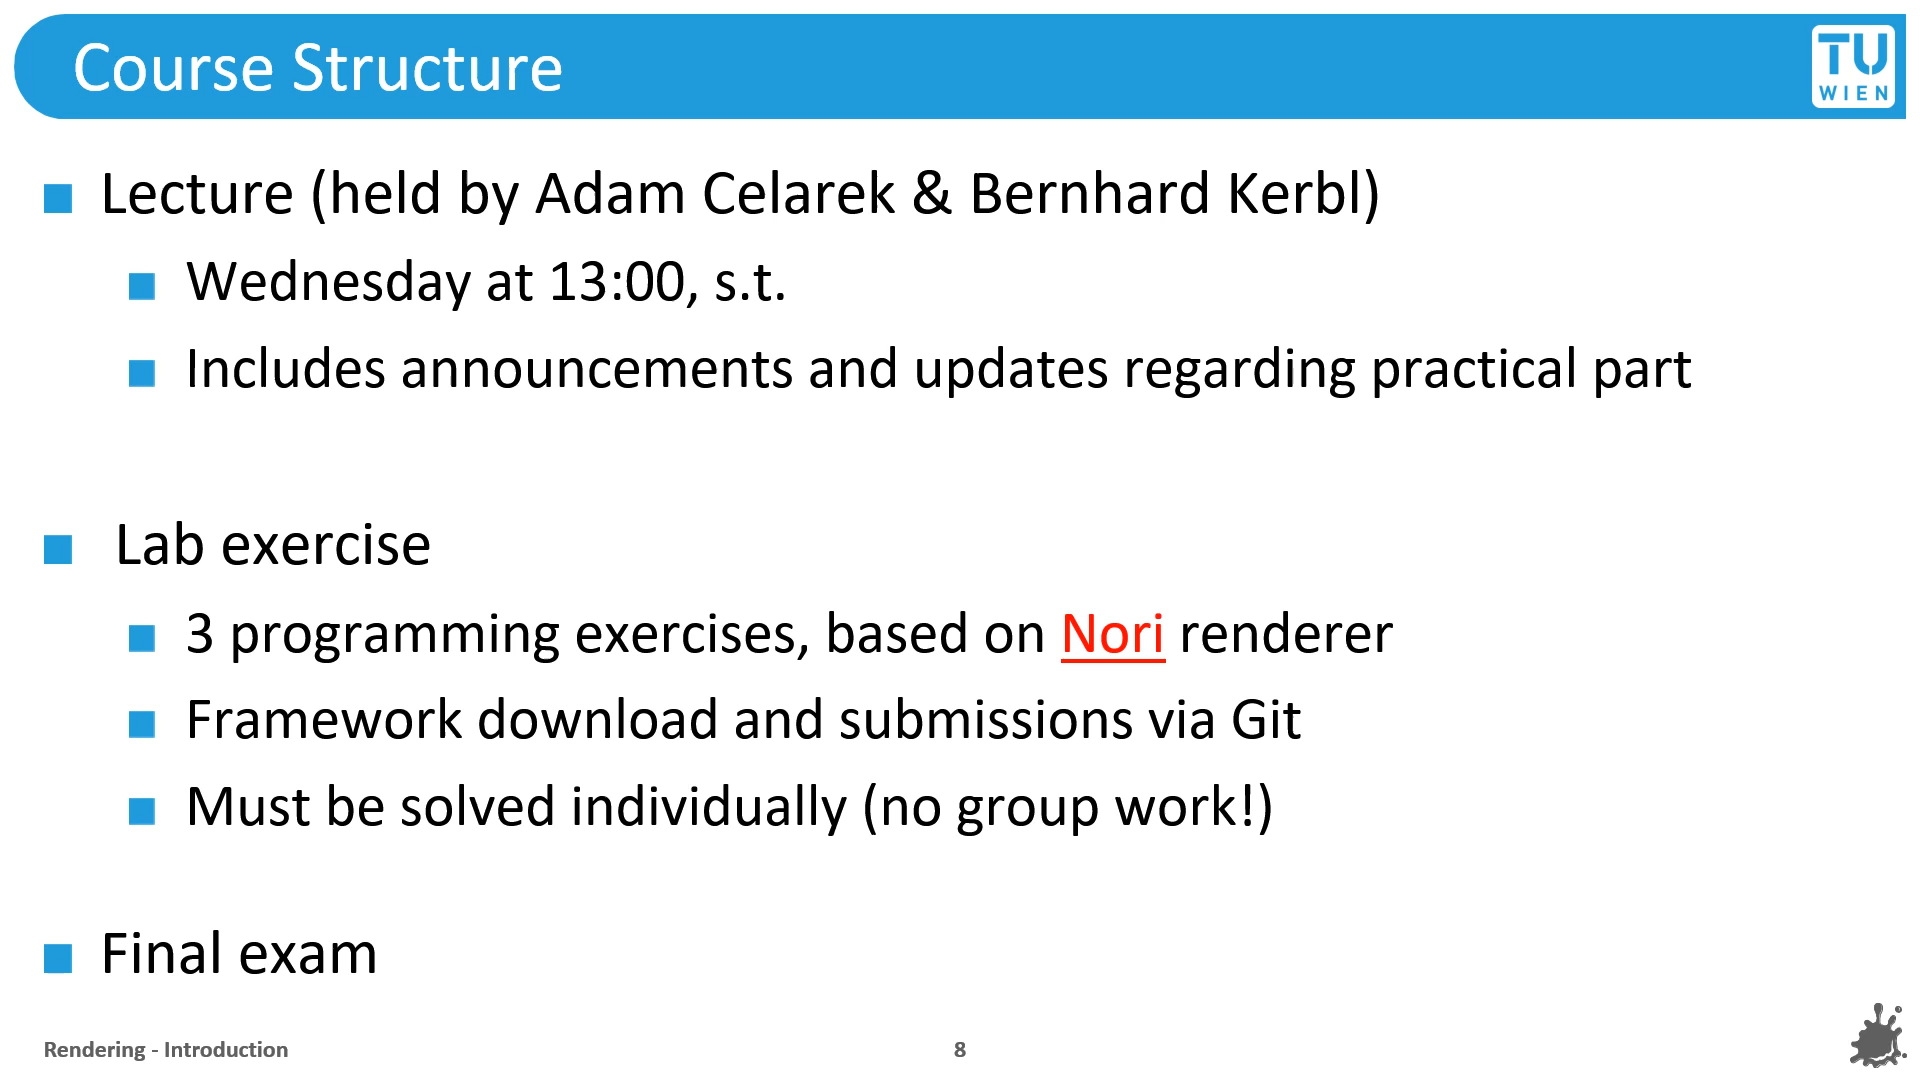 Course Structure
TU
WIEN
Lecture (held by Adam Celarek & Bernhard Kerbl)
Wednesday at 13:00, s.t.
Includes announcements and updates regarding practical part
Lab exercise
3 programming exercises, based on Nori renderer
Framework download and submissions via Git
Must be solved individually (no group work!)
Final exam
Rendering - Introduction
8